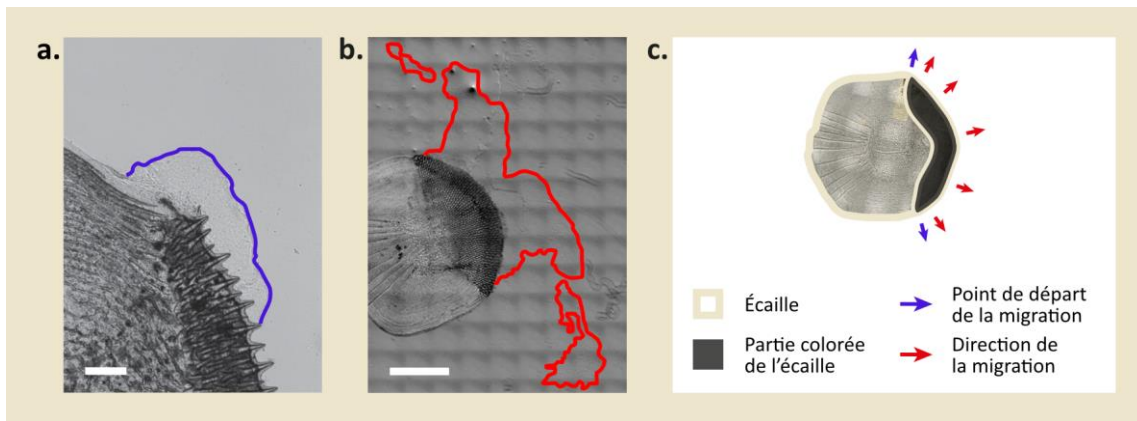 a.
b.
c.
Écaille
Partie colorée
de l'écaille
Point de départ
de la migration
Direction de
la migration